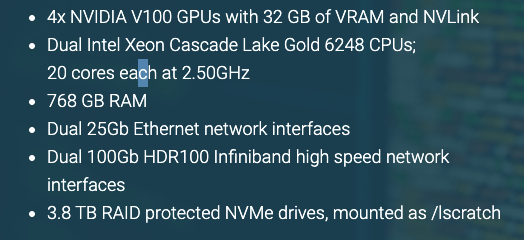 • 4x NVIDIA V100 GPUs with 32 GB of VRAM and NVLink
• Dual Intel Xeon Cascade Lake Gold 6248 CPUs;
20 cores each at 2.50GHz
• 768 GB RAM
• Dual 25Gb Ethernet network interfaces
• Dual 100Gb HDR100 Infiniband high speed network
interfaces
• 3.8 TB RAID protected NVMe drives, mounted as /lscratch